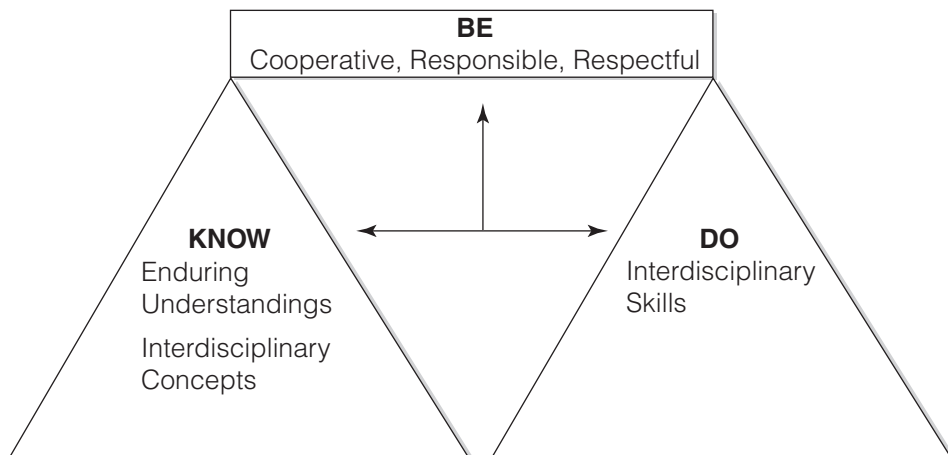 BE
Cooperative, Responsible, Respectful
KNOW
Enduring
Understandings
Interdisciplinary
Concepts
DO
Interdisciplinary
Skills